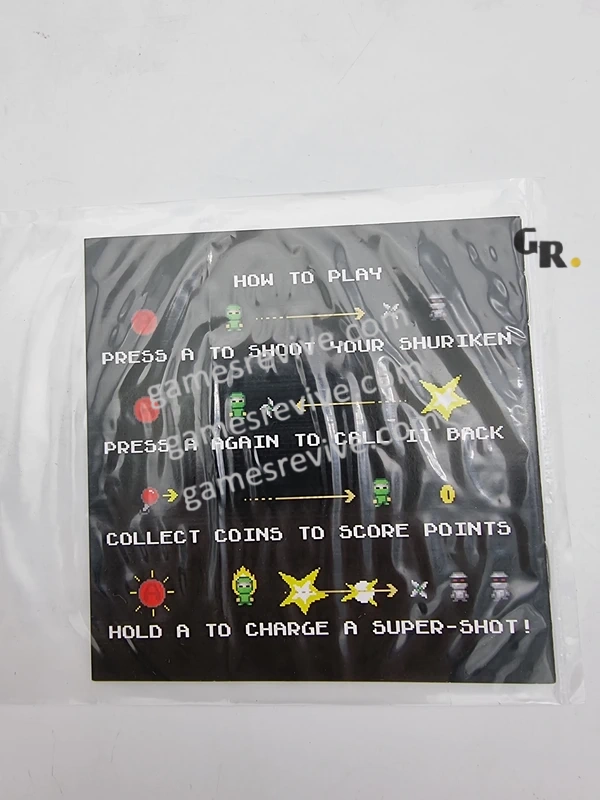 GR.
HOW TO PLAY
PRESS A TO SHOOT YOUR SHURIKEN
PRESS A AGAIN TO CALL IT BACK
COLLECT COINS TO SCORE POINTS
HOLD A TO CHARGE A SUPER-SHOT!
gamesrevive.com
gamesrevive.com
gamesrevive.com